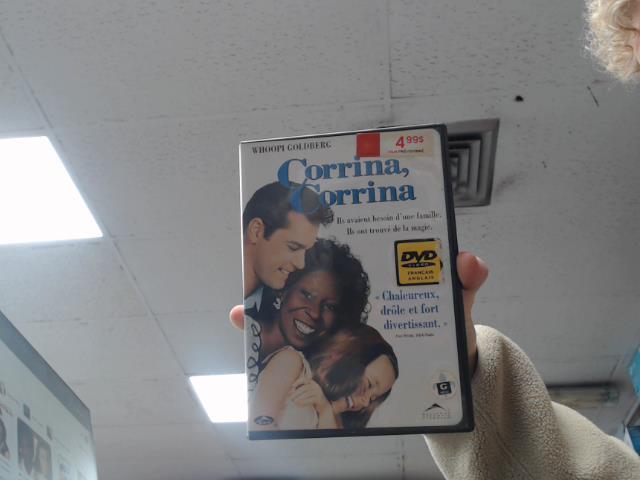 WHOOPI GOLDBERG
4.99$
Corrina,
Corrina
Ils avaient besoin d'une famille.
Ils ont trouvé de la magie.
DVD
VIDEO
FRANÇAIS
ANGLAIS
« Chaleureux,
drôle et fort
divertissant. »
G